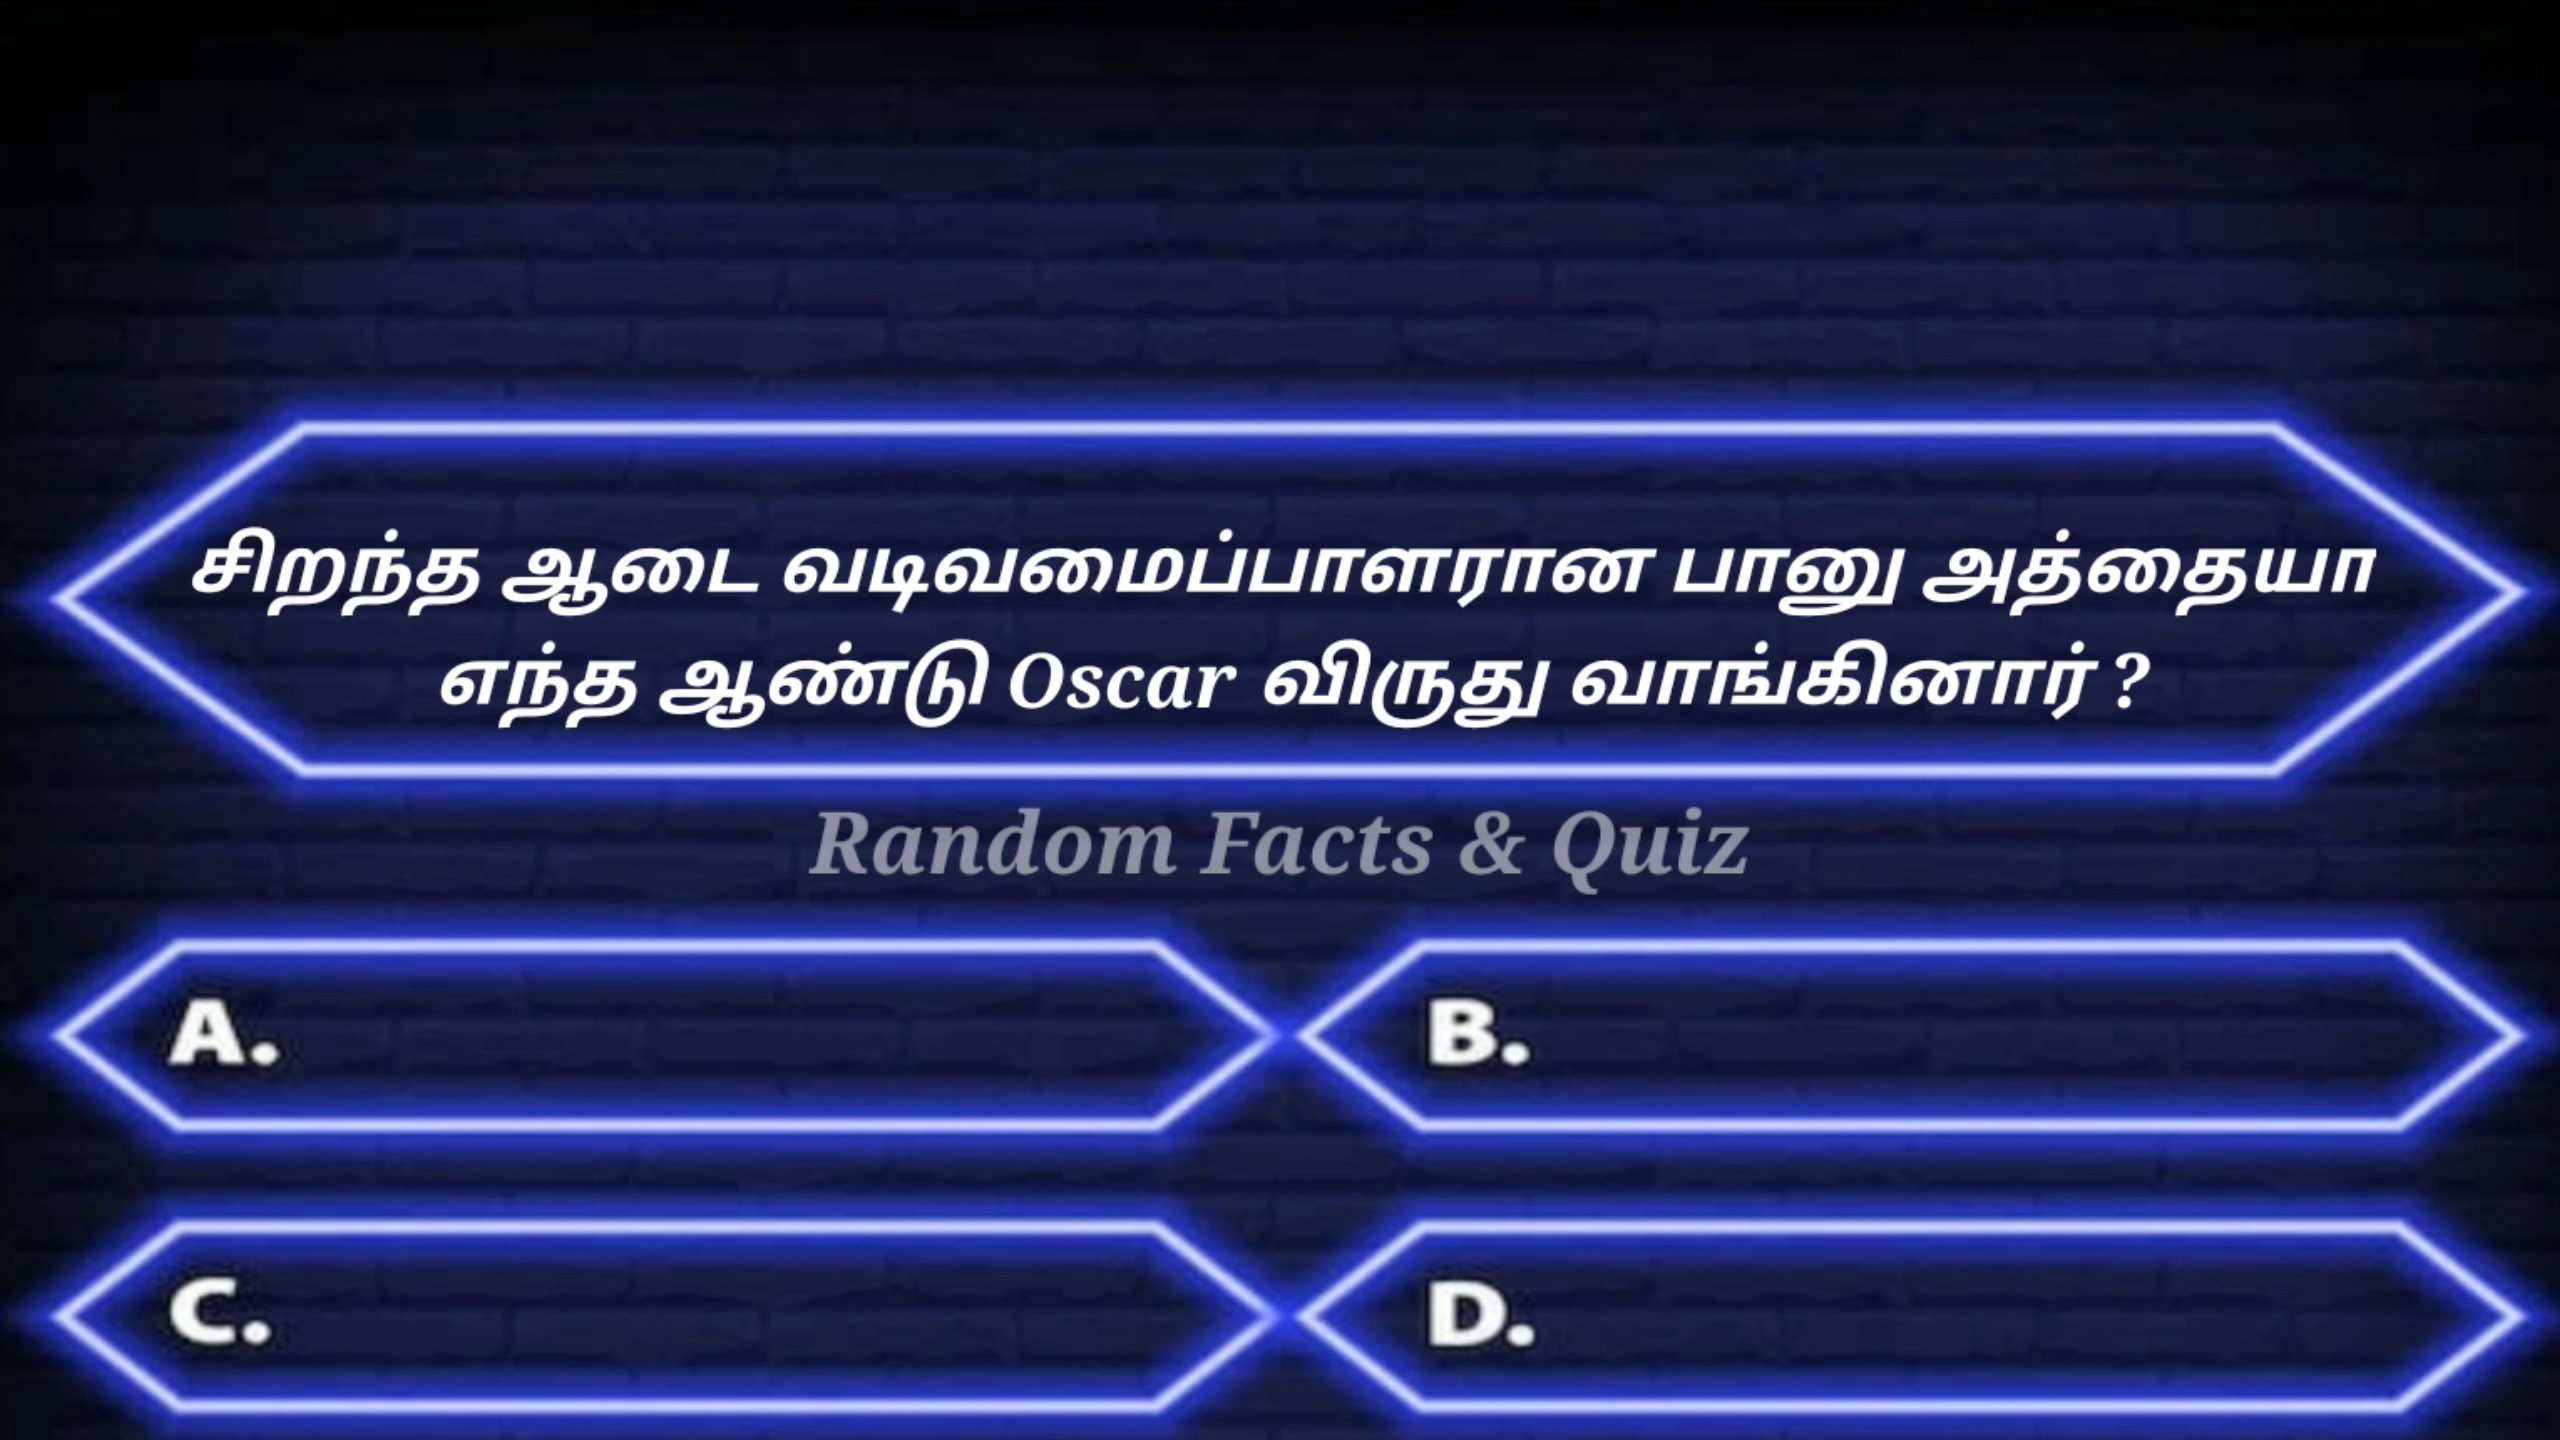 சிறந்த ஆடை வடிவமைப்பாளரான பானு அத்தையா
எந்த ஆண்டு Oscar விருது வாங்கினார் ?
Random Facts & Quiz
A.
B.
C.
D.